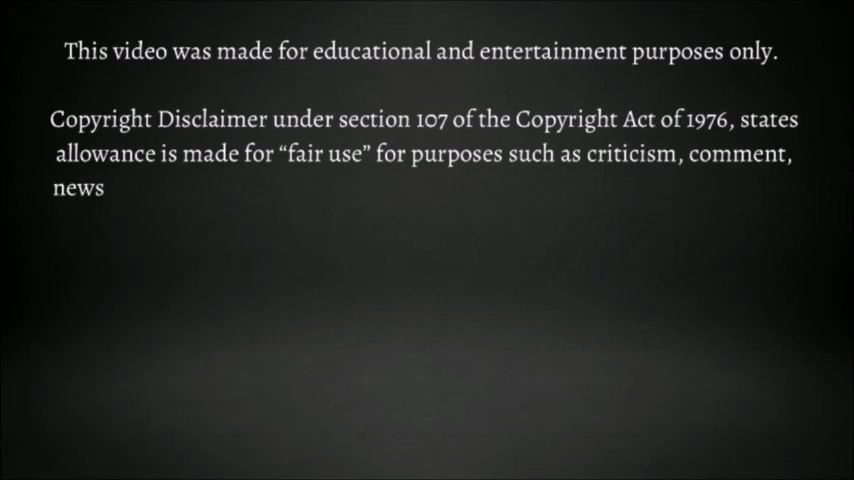 This video was made for educational and entertainment purposes only.
Copyright Disclaimer under section 107 of the Copyright Act of 1976, states
allowance is made for “fair use” for purposes such as criticism, comment,
news